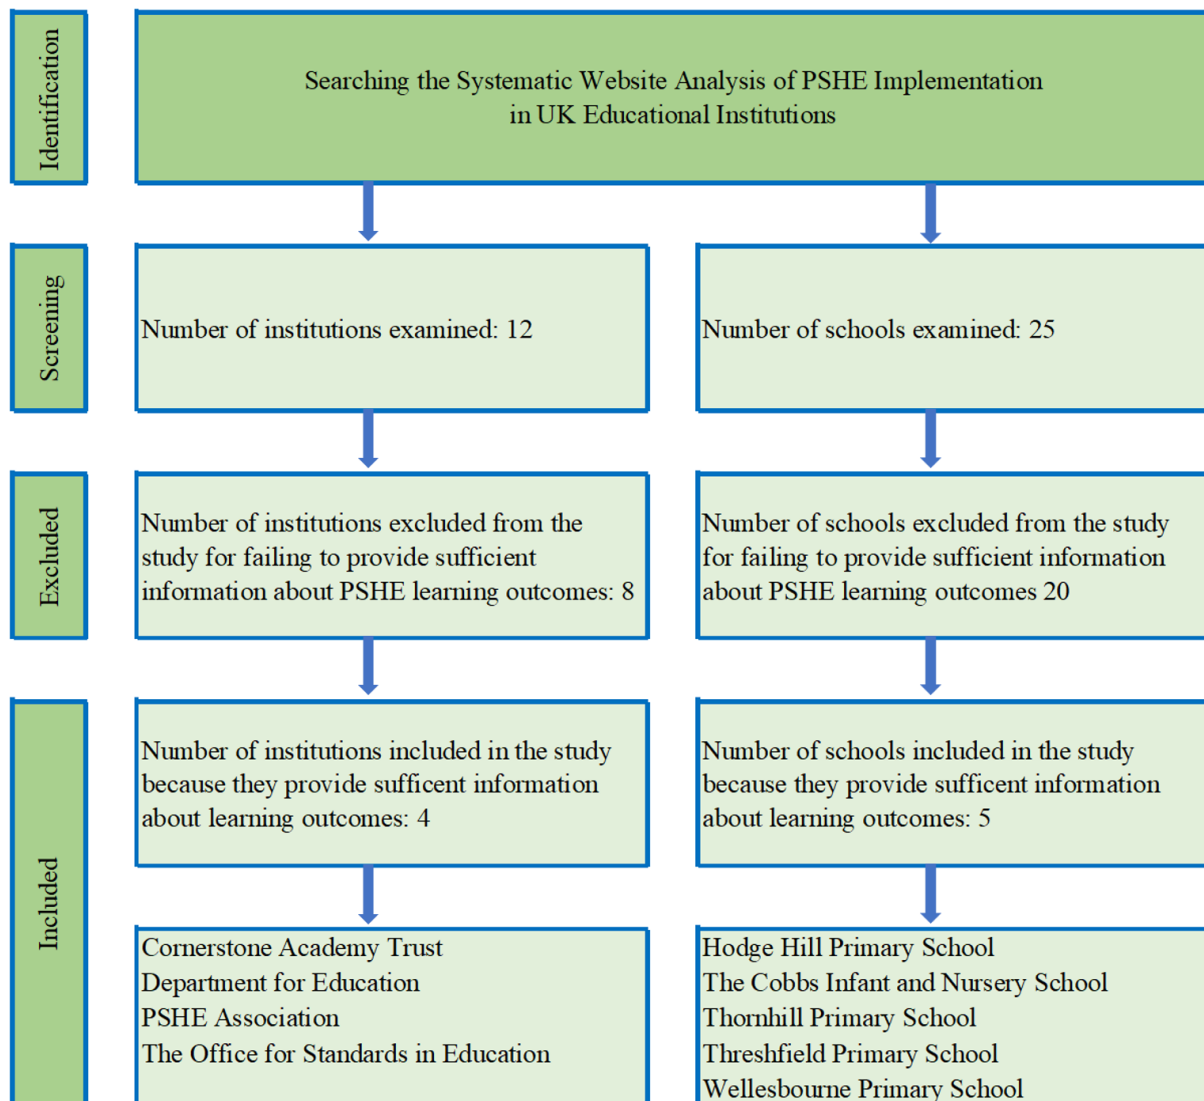 Identification
Searching the Systematic Website Analysis of PSHE Implementation
in UK Educational Institutions
Screening
Number of institutions examined: 12
Number of schools examined: 25
Excluded
Number of institutions excluded from the
study for failing to provide sufficient
information about PSHE learning outcomes: 8
Number of schools excluded from the study
for failing to provide sufficient information
about PSHE learning outcomes 20
Included
Number of institutions included in the study
because they provide sufficent information
about learning outcomes: 4
Number of schools included in the study
because they provide sufficent information
about learning outcomes: 5
Cornerstone Academy Trust
Department for Education
PSHE Association
The Office for Standards in Education
Hodge Hill Primary School
The Cobbs Infant and Nursery School
Thornhill Primary School
Threshfield Primary School
Wellesbourne Primary School